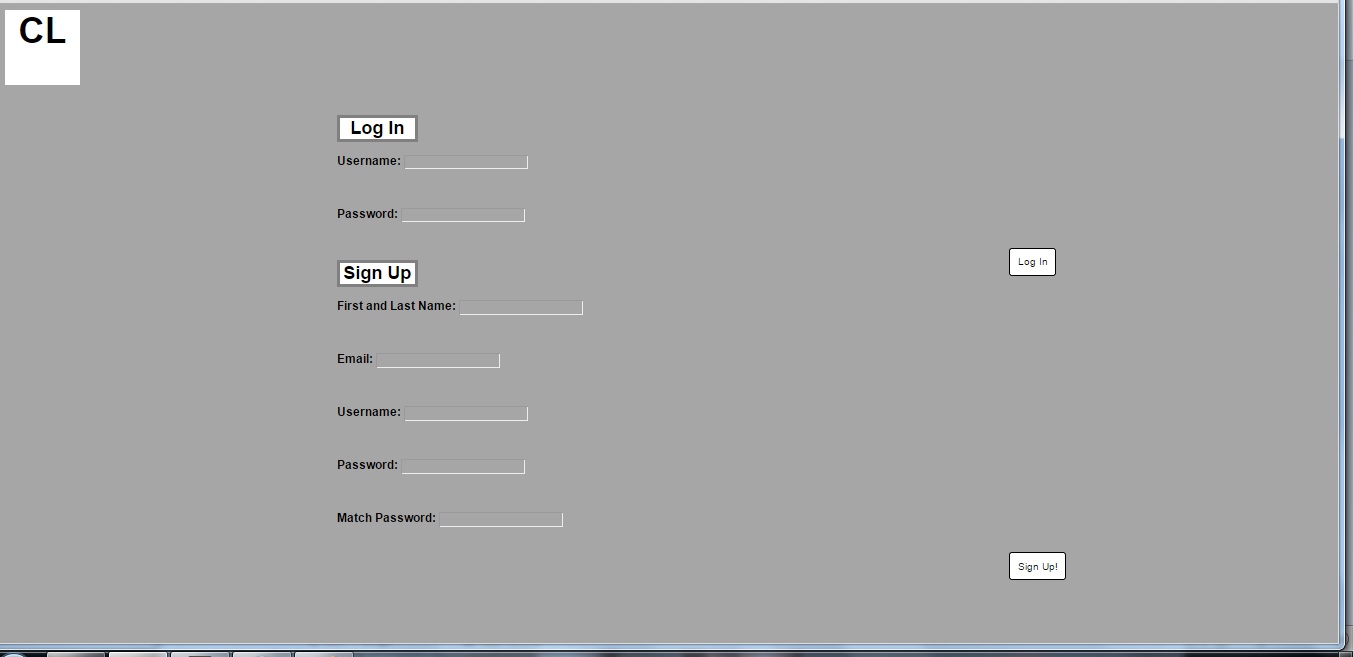 CL
Log In
Username:
Password:
Log In
Sign Up
First and Last Name:
Email:
Username:
Password:
Match Password:
Sign Up!